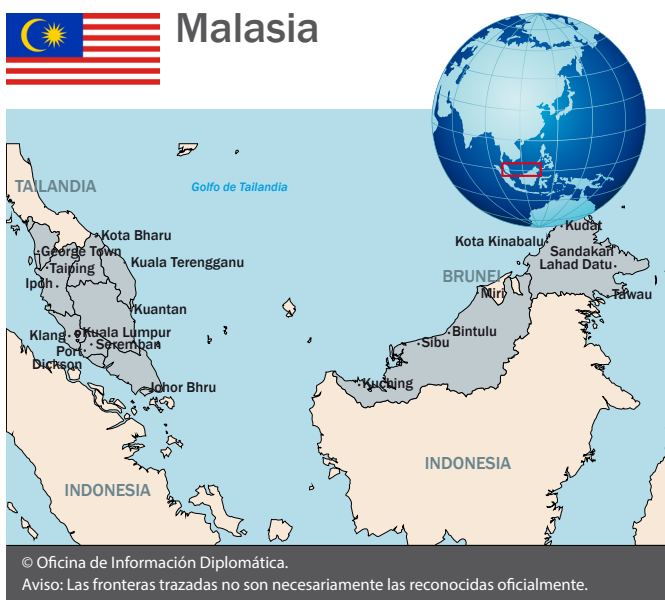 Malasia
TAILANDIA
Golfo de Tailandia
Kota Bharu
George Town
Kuala Terengganu
Taiping
Ipoh
Kuantan
Klang
Kuala Lumpur
Seremban
Port
Dickson
Johor Bhru
Kudat
Kota Kinabalu
Sandakan
Lahad Datu
BRUNEI
Miri
Tawau
Bintulu
Sibu
Kuching
INDONESIA
INDONESIA
© Oficina de Información Diplomática.
Aviso: Las fronteras trazadas no son necesariamente las reconocidas oficialmente.